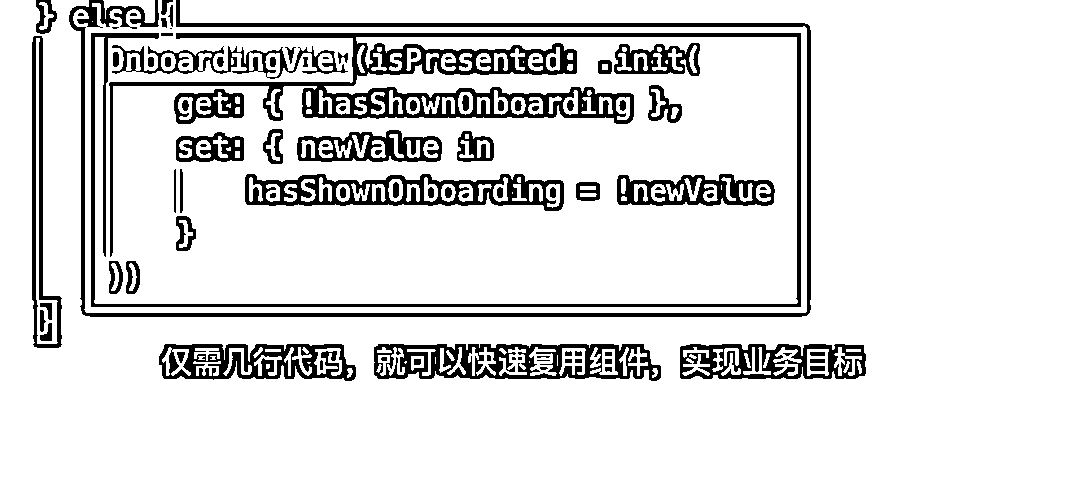 } else {
OnboardingView(isPresented: .init(
get: { !hasShownOnboarding },
set: { newValue in
hasShownOnboarding = !newValue
}
))
}
仅需几行代码，就可以快速复用组件，实现业务目标